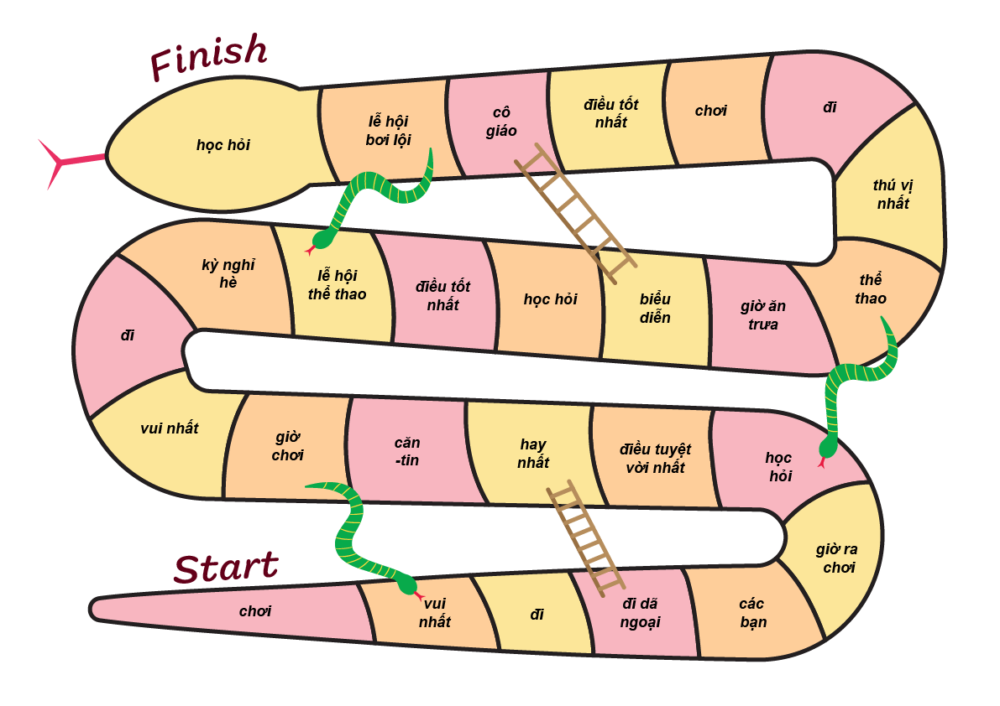 Finish
học hỏi
lễ hội
bơi lội
cô
giáo
điều tốt
nhất
chơi
đi
thú vị
nhất
thể
thao
giờ ăn
trưa
biểu
diễn
học hỏi
điều tốt
nhất
lễ hội
thể thao
kỳ nghỉ
hè
đi
vui nhất
giờ
chơi
căn
-tin
hay
nhất
điều tuyệt
vời nhất
học
hỏi
giờ ra
chơi
các
bạn
đi dã
ngoại
đi
vui
nhất
chơi
Start